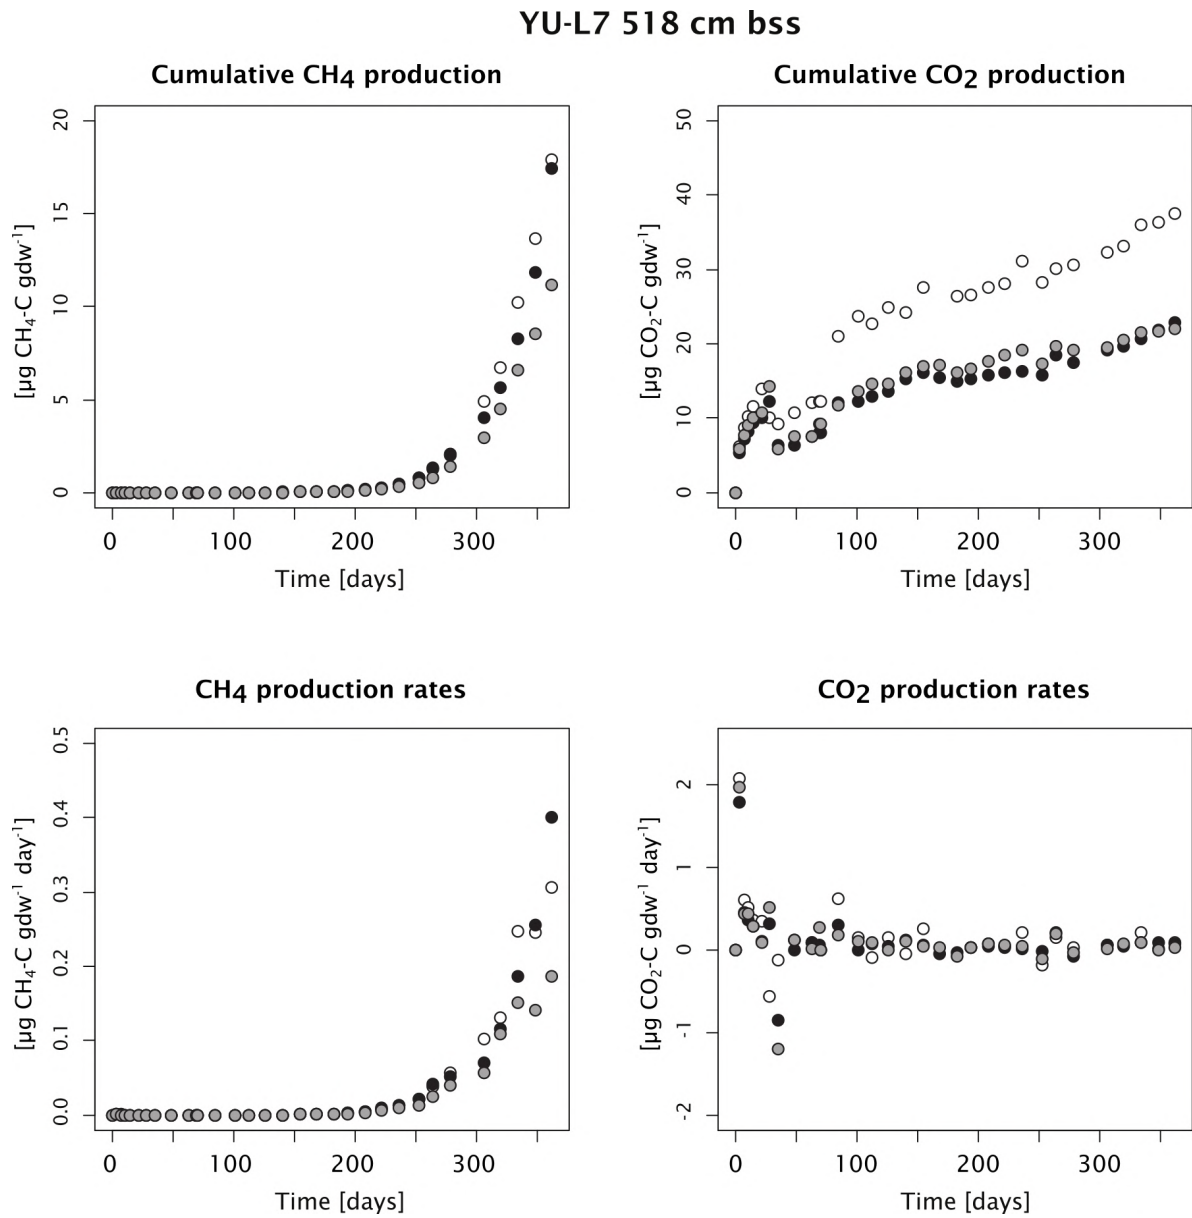 YU-L7 518 cm bss
Cumulative CH4 production
[µg CH₄-C gdw⁻¹]
20
15
10
5
0
0 100 200 300
Time [days]
Cumulative CO2 production
[µg CO₂-C gdw⁻¹]
50
40
30
20
10
0
0 100 200 300
Time [days]
CH4 production rates
[µg CH₄-C gdw⁻¹ day⁻¹]
0.5
0.4
0.3
0.2
0.1
0.0
0 100 200 300
Time [days]
CO2 production rates
[µg CO₂-C gdw⁻¹ day⁻¹]
2
1
0
-1
-2
0 100 200 300
Time [days]